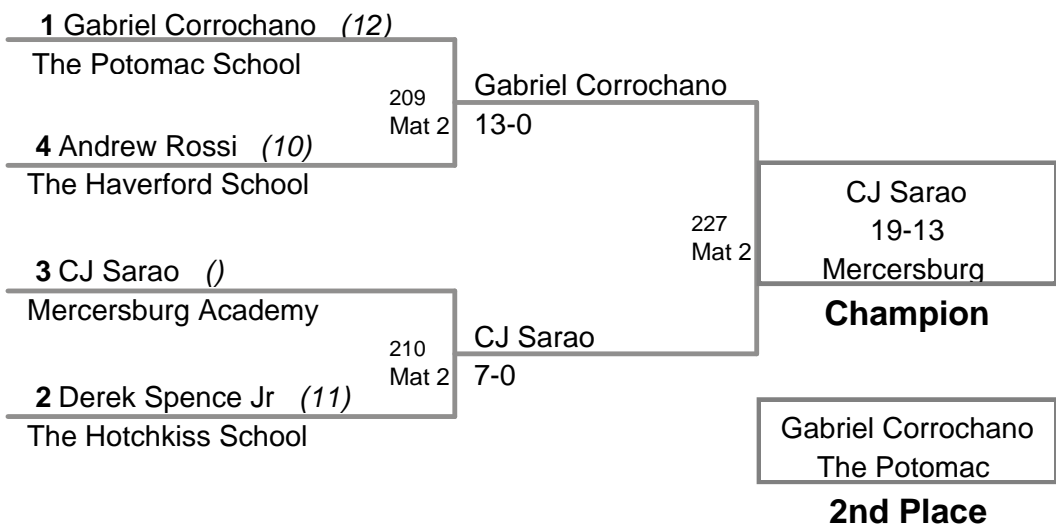 1 Gabriel Corrochano (12)
The Potomac School
209
Mat 2
Gabriel Corrochano
13-0
4 Andrew Rossi (10)
The Haverford School
227
Mat 2
CJ Sarao
19-13
Mercersburg
Champion
3 CJ Sarao ()
Mercersburg Academy
210
Mat 2
CJ Sarao
7-0
2 Derek Spence Jr (11)
The Hotchkiss School
Gabriel Corrochano
The Potomac
2nd Place